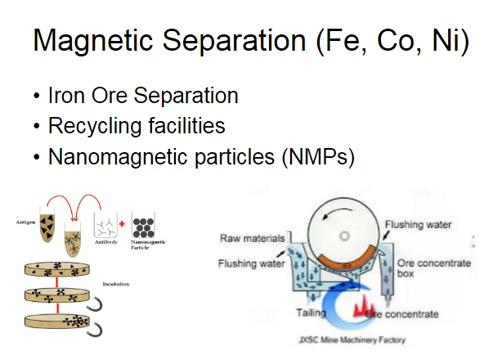 Magnetic Separation (Fe, Co, Ni)
• Iron Ore Separation
• Recycling facilities
• Nanomagnetic particles (NMPs)
Antigen
Antibody
Nanomagnetic
Particle
Incubation
Raw materials
Flushing water
Flushing water
Ore concentrate
box
Tailing
Ore concentrate
JXSC Mine Machinery Factory